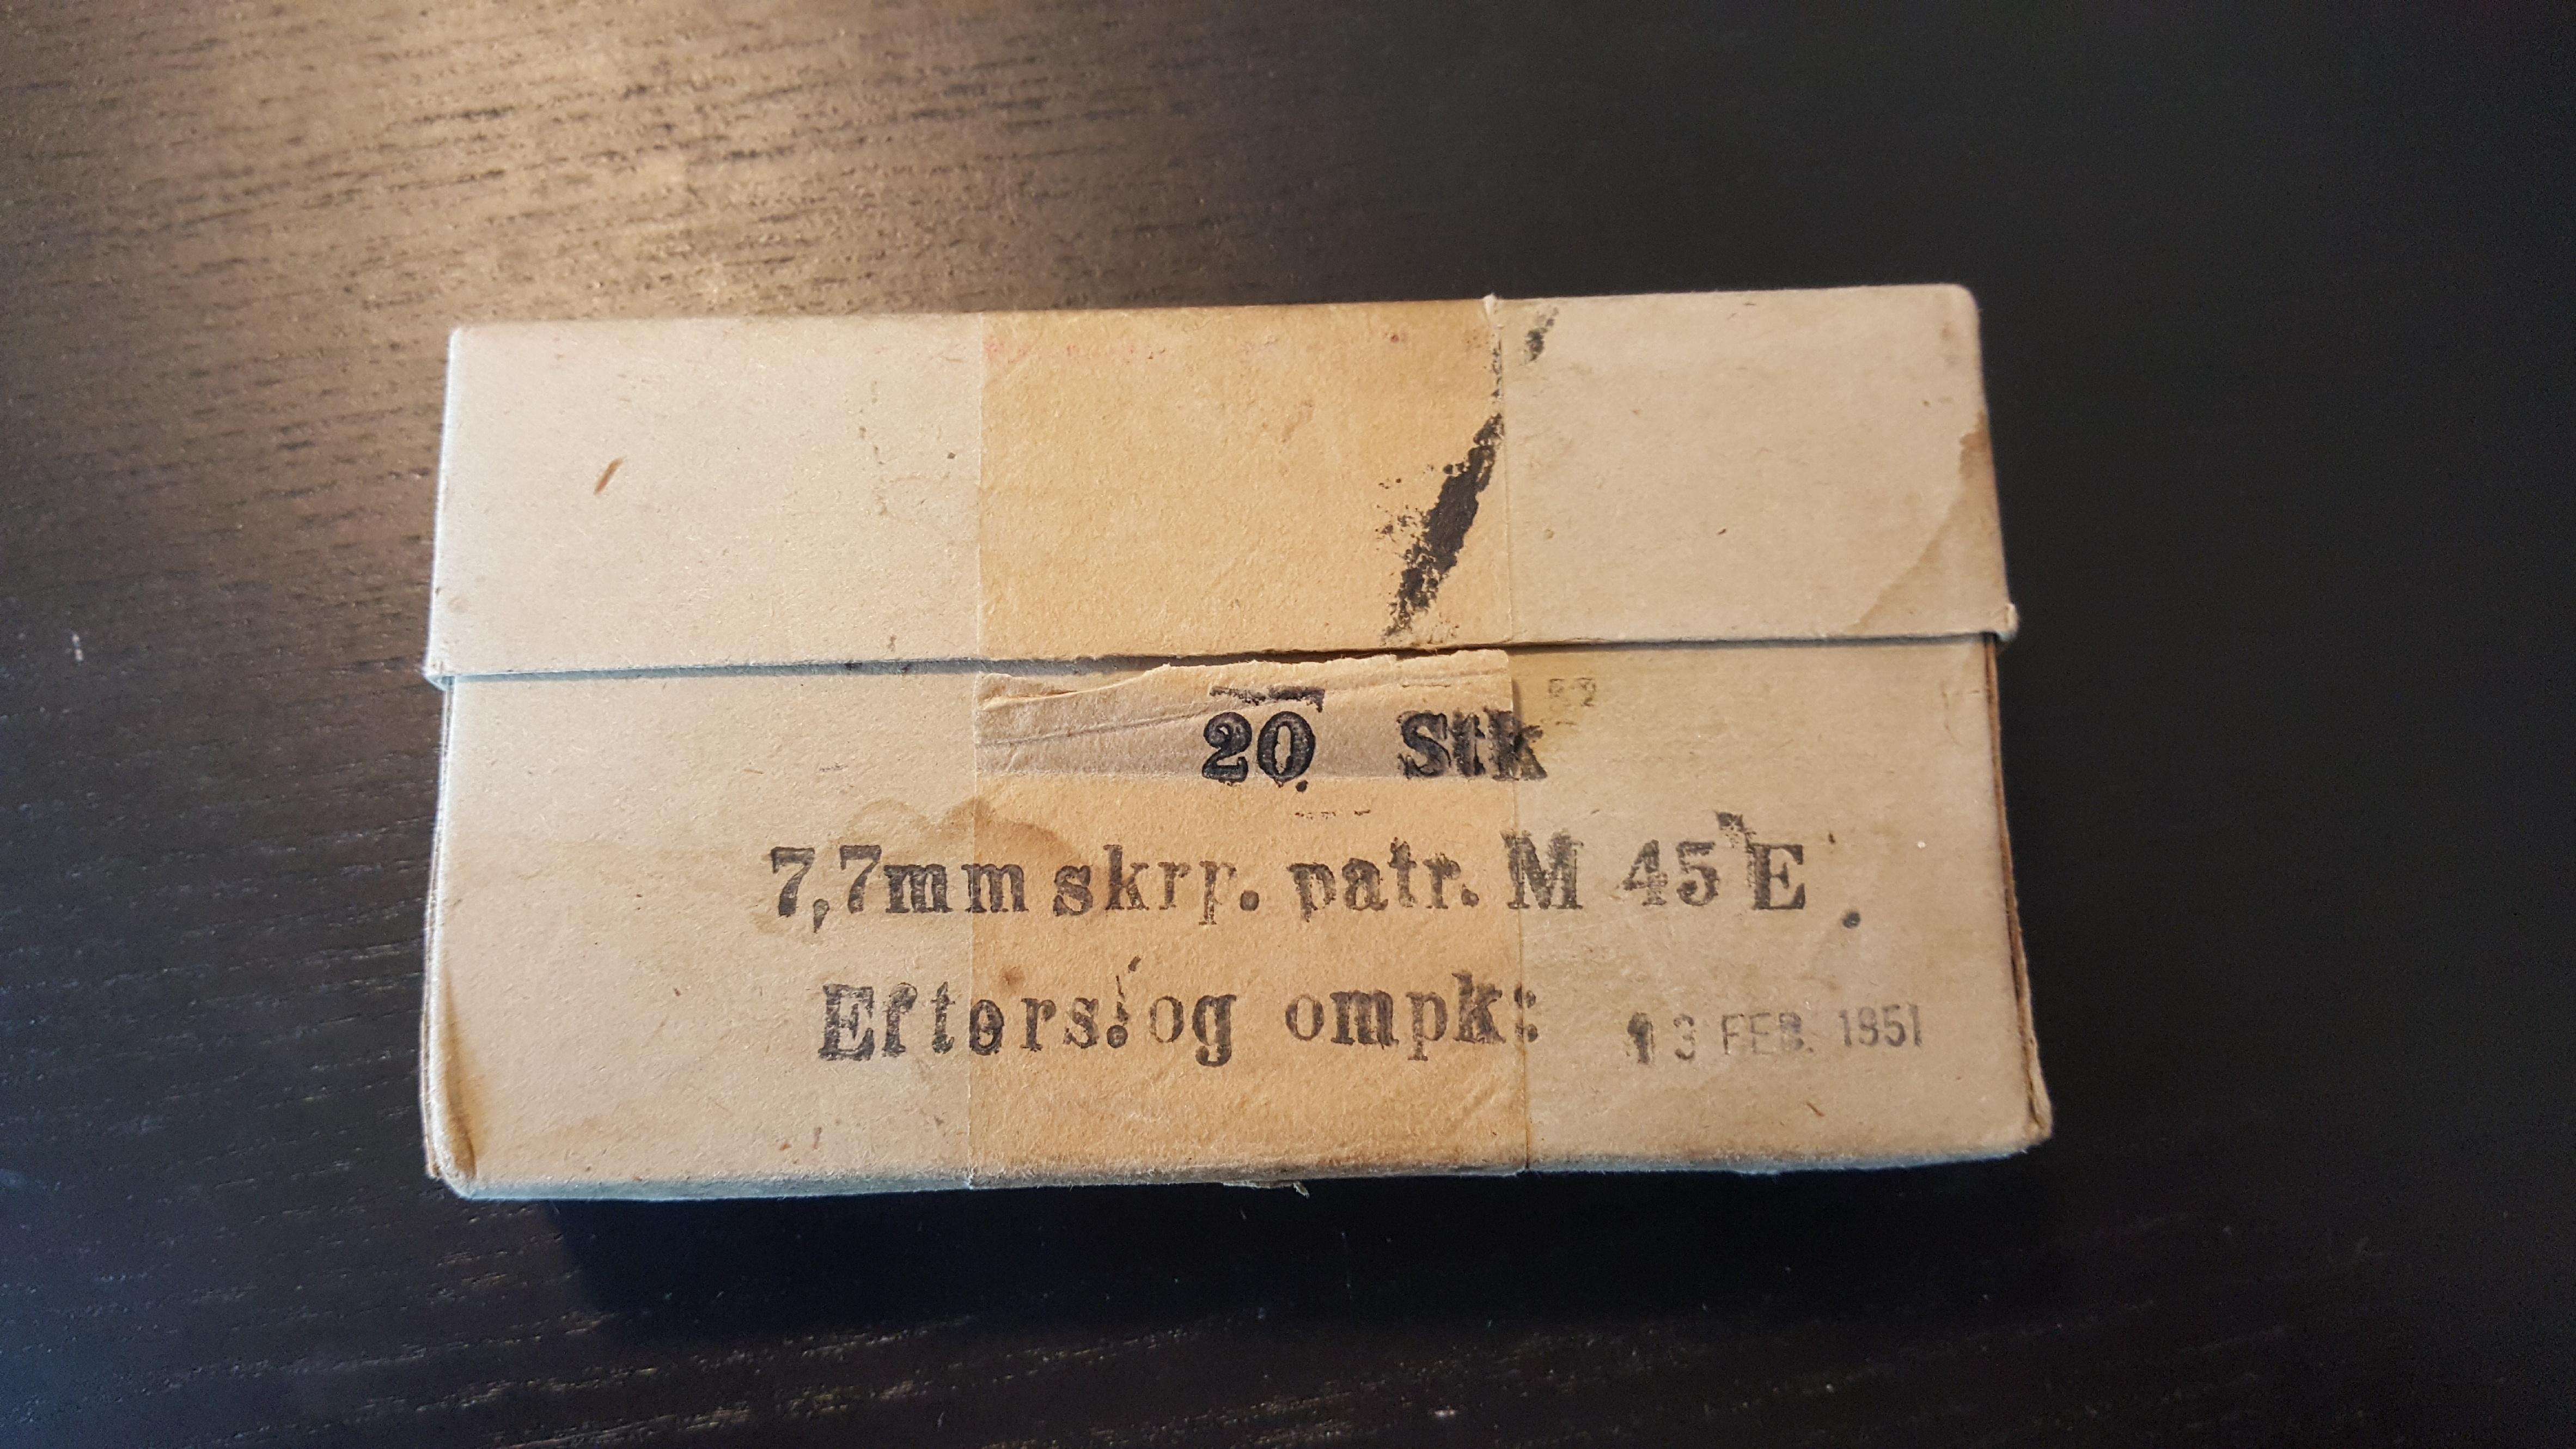 20 Stk
7,7mm skrp. patr. M 45 E
Efters. og ompk: 13 FEB. 1951